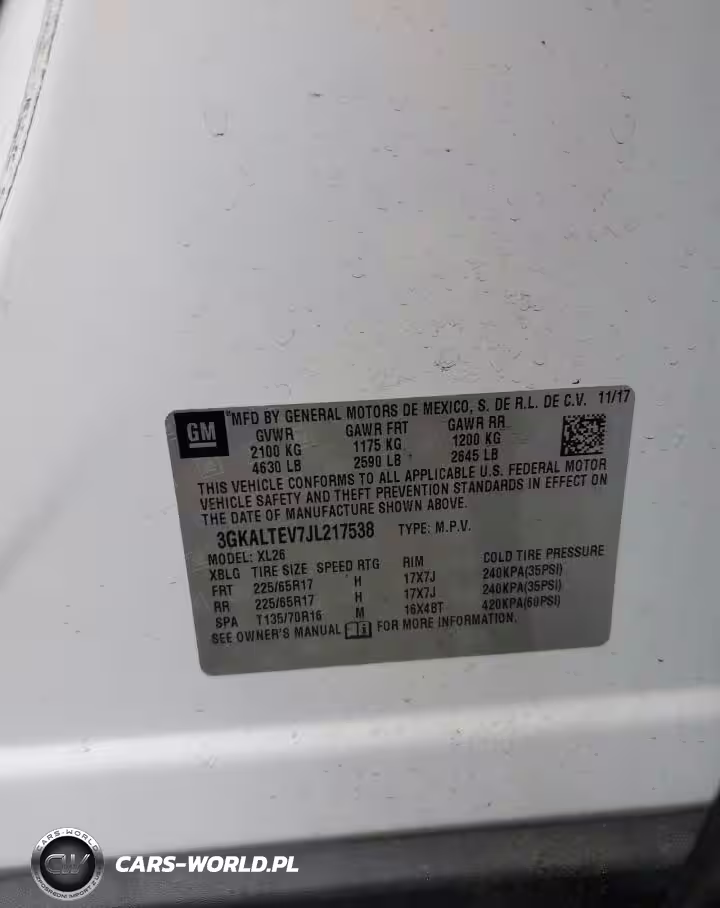 GM
MFD BY GENERAL MOTORS DE MEXICO, S. DE R.L. DE C.V. 11/17
GVWR GAWR FRT GAWR RR
2100 KG 1175 KG 1200 KG
4630 LB 2590 LB 2645 LB
THIS VEHICLE CONFORMS TO ALL APPLICABLE U.S. FEDERAL MOTOR
VEHICLE SAFETY AND THEFT PREVENTION STANDARDS IN EFFECT ON
THE DATE OF MANUFACTURE SHOWN ABOVE.
3GKALTEV7JL217538 TYPE: M.P.V.
MODEL: XL26
XBLG TIRE SIZE SPEED RTG RIM COLD TIRE PRESSURE
FRT 225/65R17 H 17X7J 240KPA(35PSI)
RR 225/65R17 H 17X7J 240KPA(35PSI)
SPA T135/70R16 M 16X4BT 420KPA(60PSI)
SEE OWNER'S MANUAL FOR MORE INFORMATION.
CARS-WORLD
CW
CARS-WORLD.PL